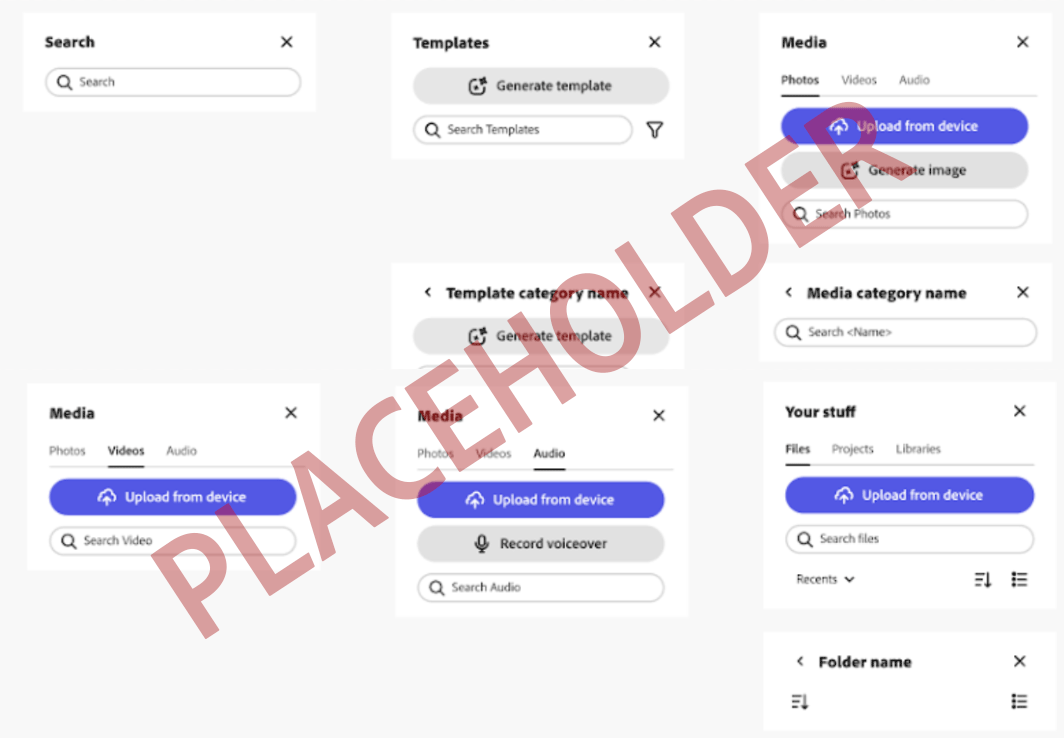 Search
Search
Templates
Generate template
Search Templates
Media
Photos Videos Audio
Upload from device
Generate image
Search Photos
Template category name
Generate template
Media category name
Search <Name>
Media
Photos Videos Audio
Upload from device
Search Video
Media
Photos Videos Audio
Upload from device
Record voiceover
Search Audio
Your stuff
Files Projects Libraries
Upload from device
Search files
Recents
Folder name
PLACEHOLDER